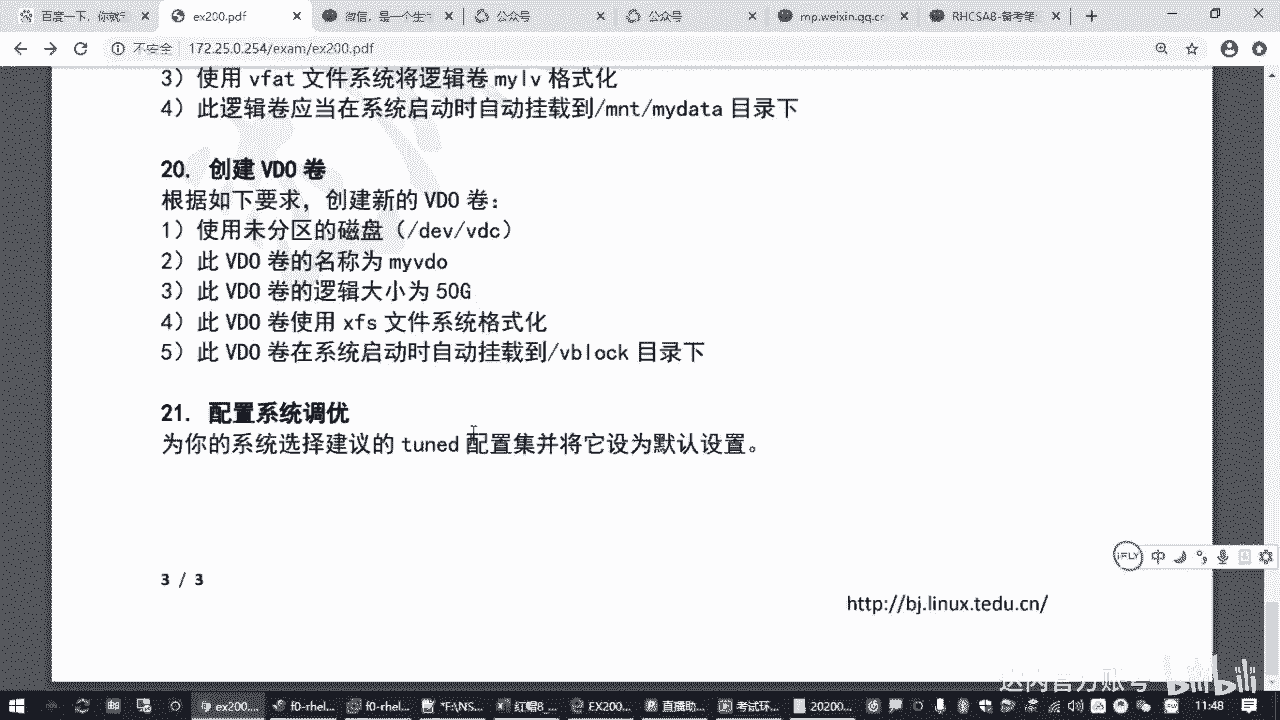 百度一下，你就
ex200.pdf
微信，是一个生
公众号
公众号
mp.weixin.qq.cr
RHCSA8-备考笔
不安全 172.25.0.254/exam/ex200.pdf
3）使用 vfat 文件系统将逻辑卷 mylv 格式化
4）此逻辑卷应当在系统启动时自动挂载到/mnt/mydata 目录下
20. 创建 VDO 卷
根据如下要求，创建新的 VDO 卷：
1）使用未分区的磁盘（/dev/vdc）
2）此 VDO 卷的名称为 myvdo
3）此 VDO 卷的逻辑大小为 50G
4）此 VDO 卷使用 xfs 文件系统格式化
5）此 VDO 卷在系统启动时自动挂载到/vblock 目录下
21. 配置系统调优
为你的系统选择建议的 tuned 配置集并将它设为默认设置。
iFLY 中
3 / 3
http://bj.linux.tedu.cn/
达内官方账号 bilibili
ex200...
f0-rhel...
f0-rhel...
*F:\NS...
红帽8_...
EX200...
直播助...
考试环...
20200...
11:48